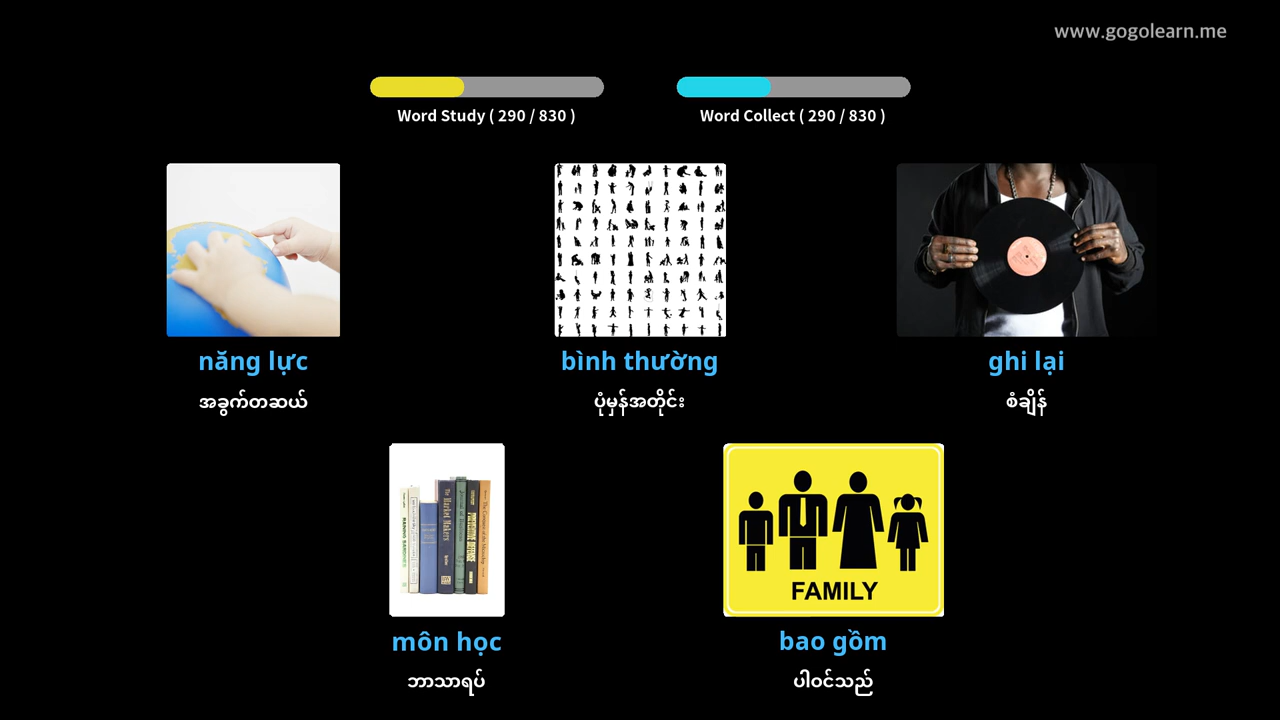 www.gogolearn.me
Word Study ( 290 / 830 )
Word Collect ( 290 / 830 )
năng lực
bình thường
ghi lại
အခွက်တဆယ်
ပုံမှန်အတိုင်း
စံချိန်
FAMILY
môn học
bao gồm
ဘာသာရပ်
ပါဝင်သည်